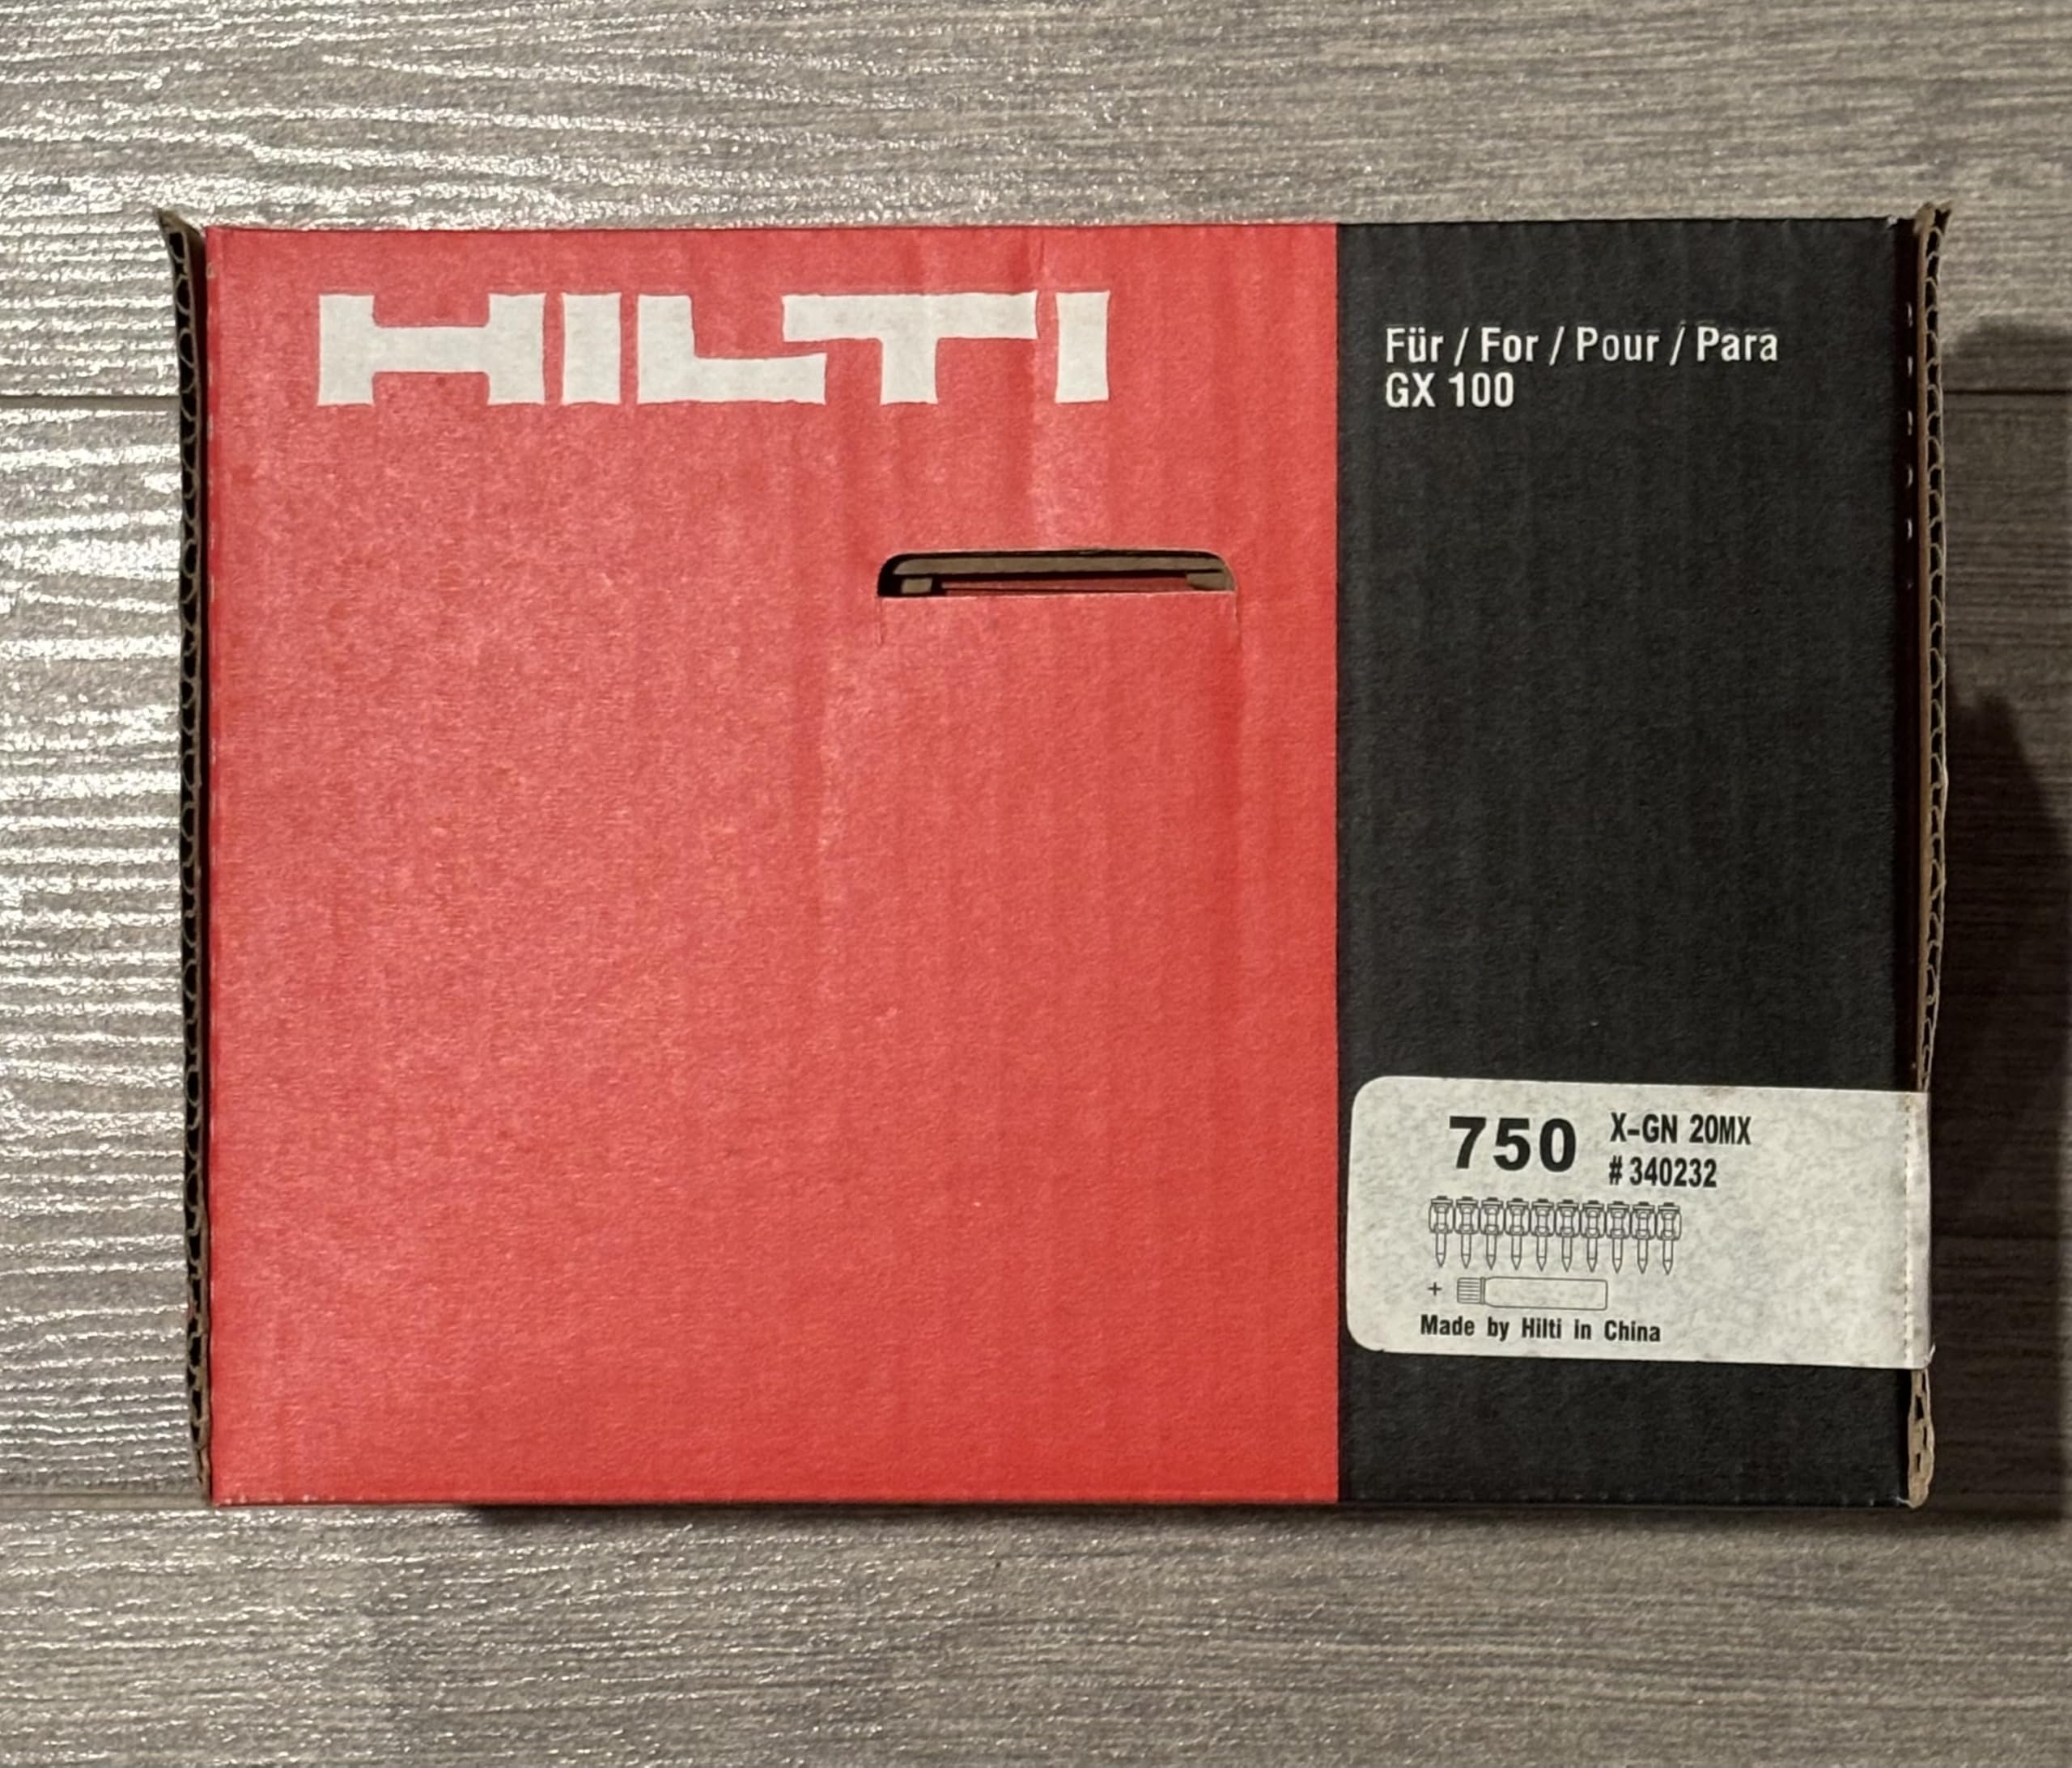 HILTI
Für / For / Pour / Para
GX 100
750
X-GN 20MX
# 340232
+
Made by Hilti in China